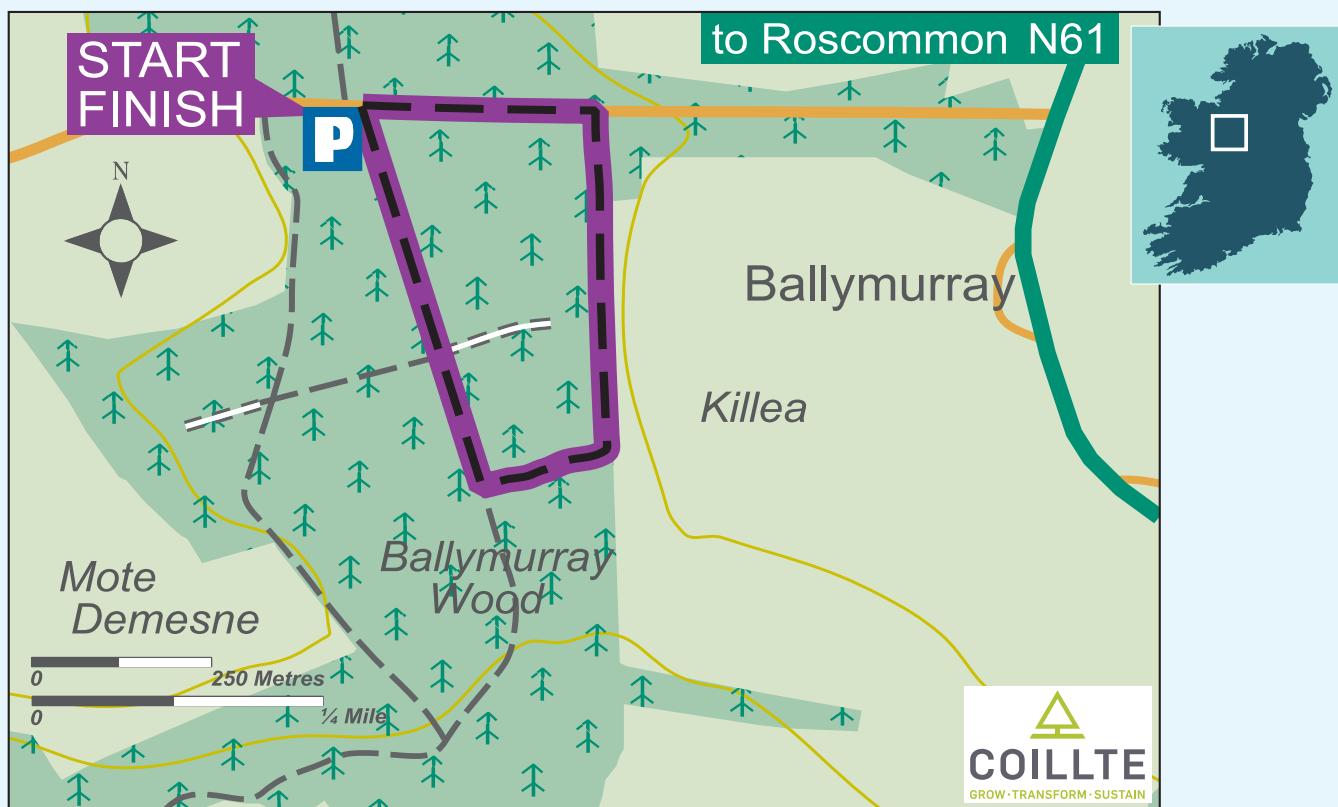 to Roscommon N61
START
FINISH
P
N
Ballymurray
Killea
Ballymurray
Wood
Mote
Demesne
0
250 Metres
0
¼ Mile
COILLTE
GROW·TRANSFORM·SUSTAIN